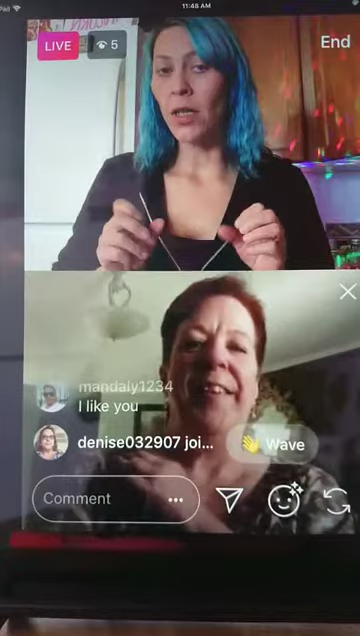 11:48 AM
LIVE
5
End
mandaly1234
I like you
denise032907 joi...
Wave
Comment